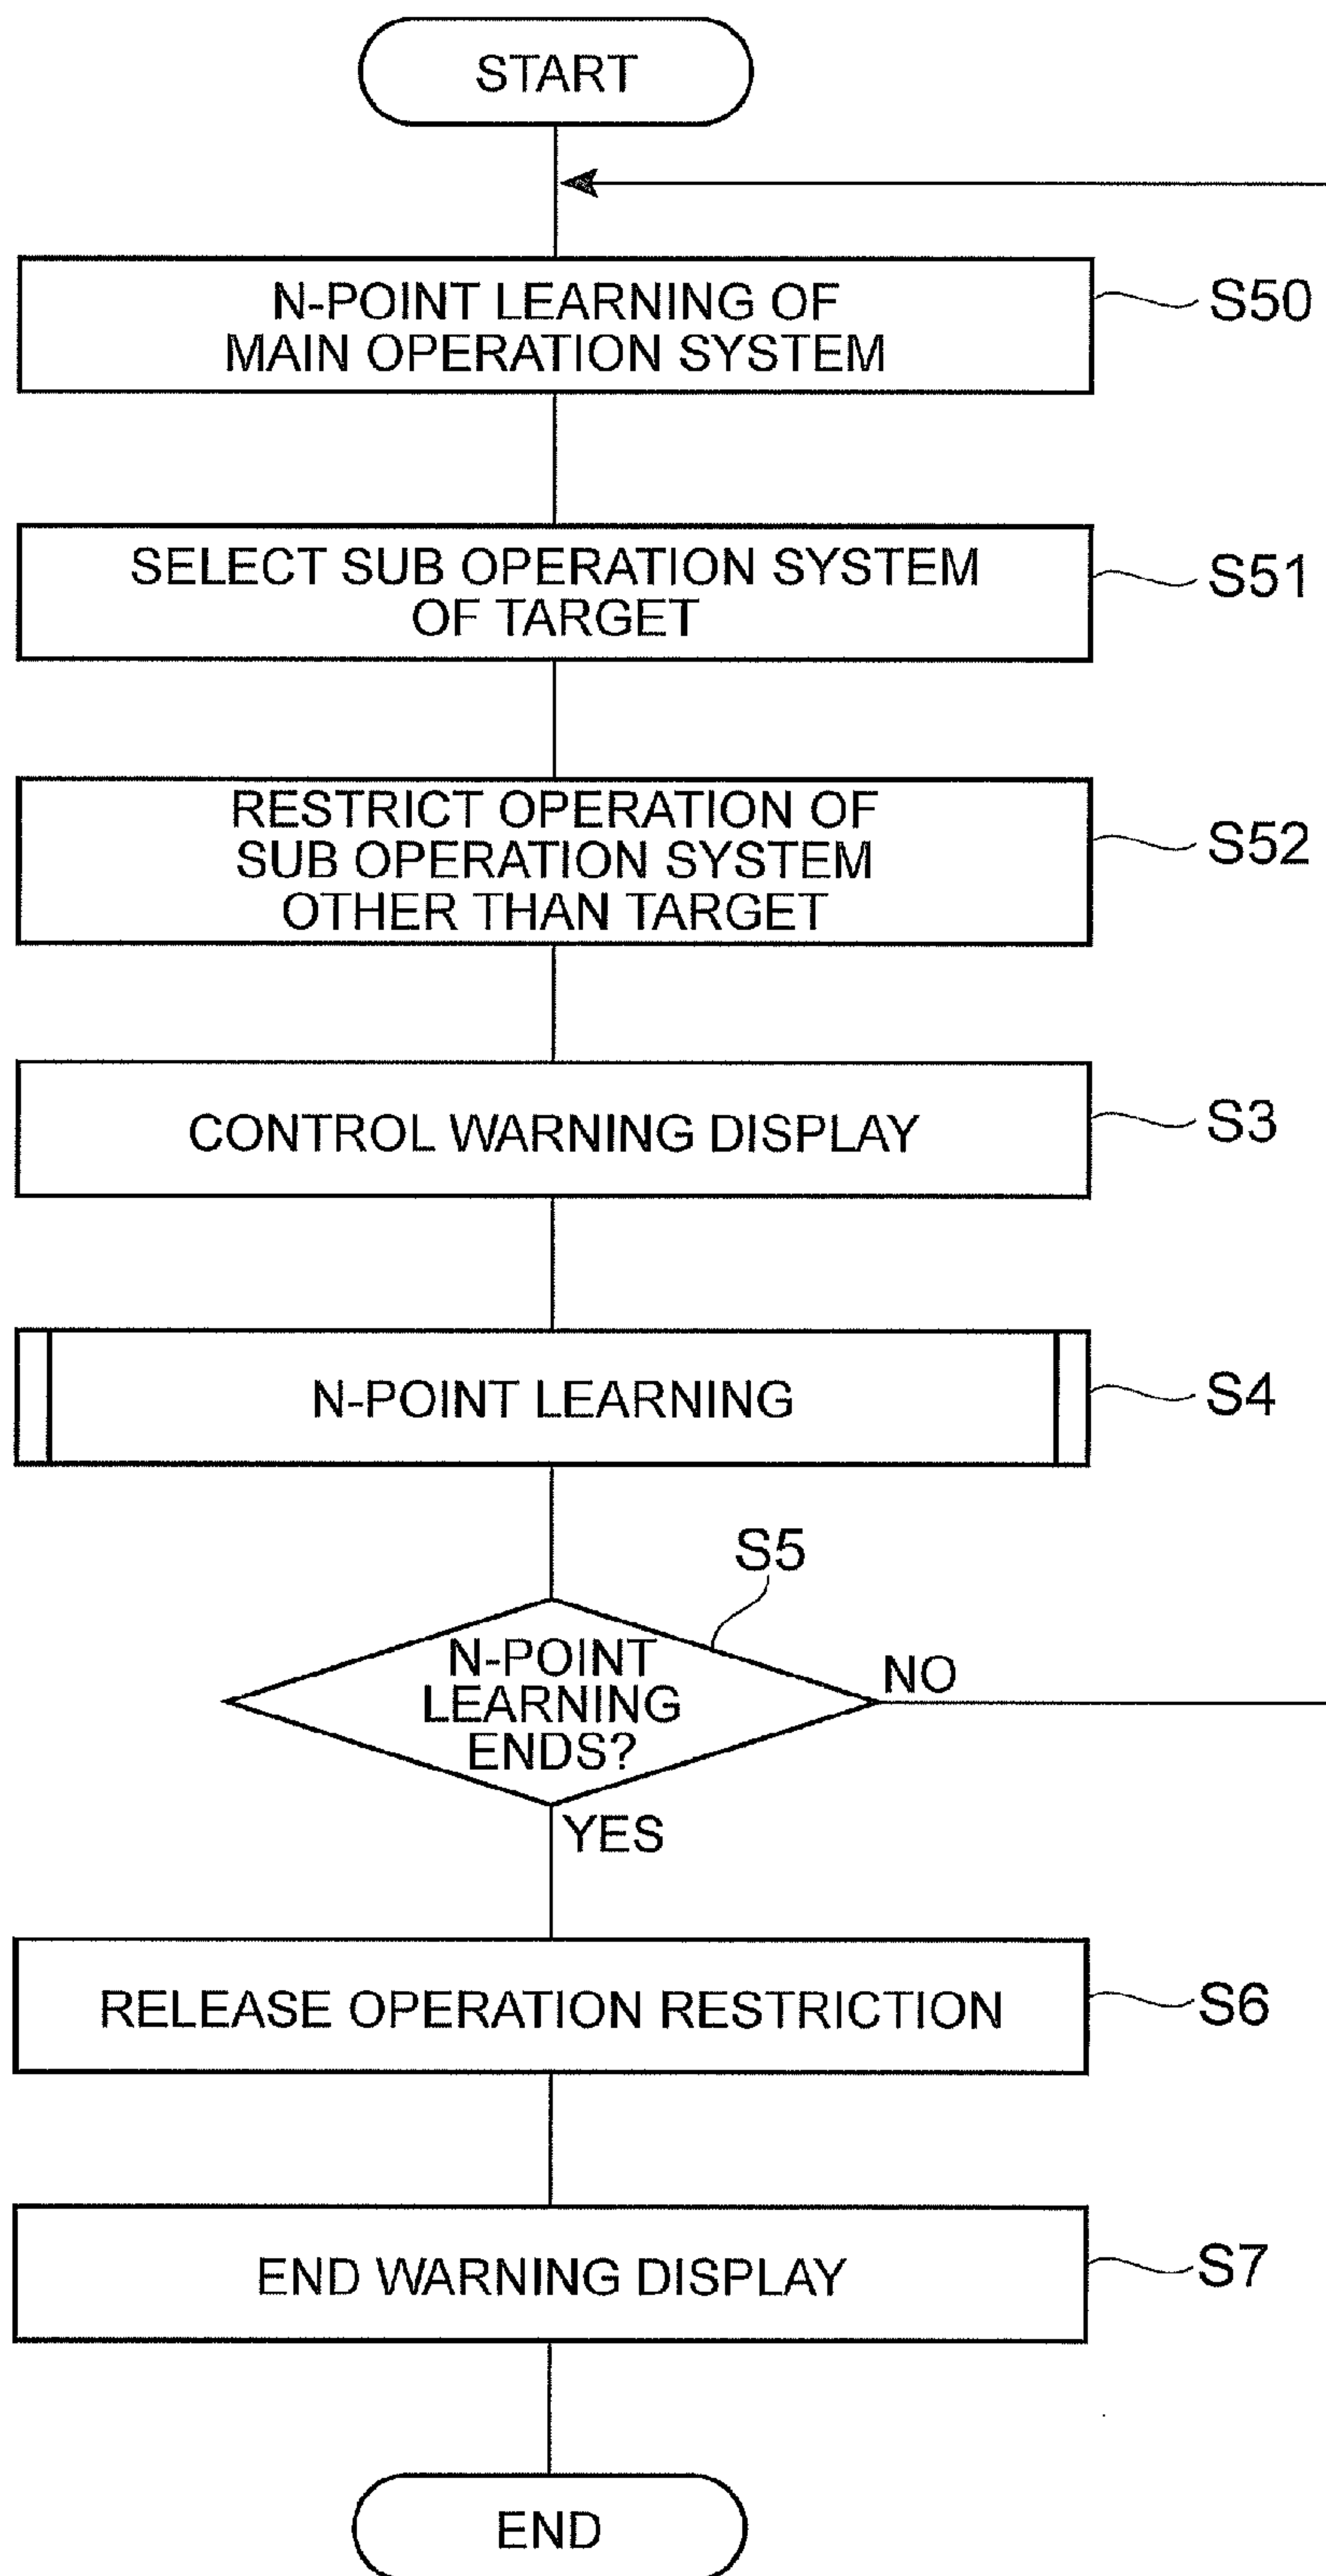 START
N-POINT LEARNING OF
MAIN OPERATION SYSTEM
S50
SELECT SUB OPERATION SYSTEM
OF TARGET
S51
RESTRICT OPERATION OF
SUB OPERATION SYSTEM
OTHER THAN TARGET
S52
CONTROL WARNING DISPLAY
S3
N-POINT LEARNING
S4
S5
N-POINT
LEARNING
ENDS?
NO
YES
RELEASE OPERATION RESTRICTION
S6
END WARNING DISPLAY
S7
END